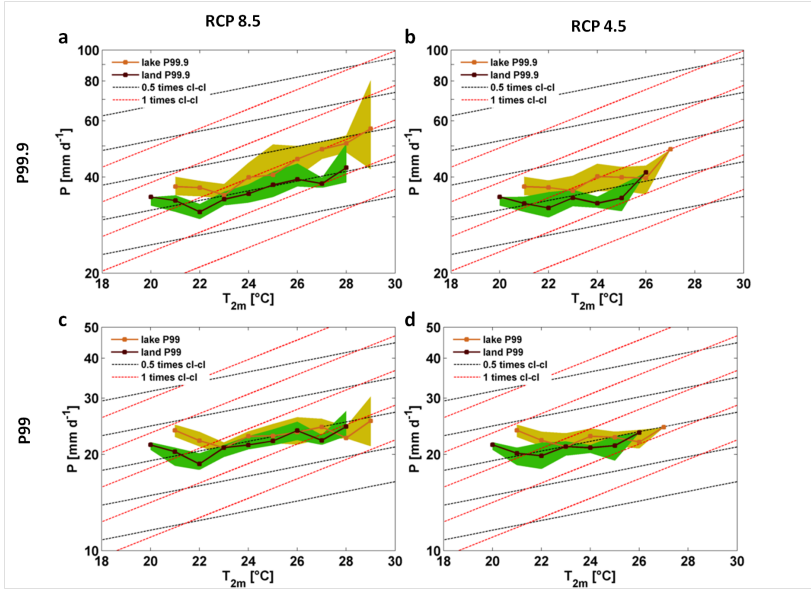 RCP 8.5
RCP 4.5
P99.9
P99
a
lake P99.9
land P99.9
0.5 times cl-cl
1 times cl-cl
100
80
60
40
20
P [mm d-1]
18 20 22 24 26 28 30
T2m [°C]
b
lake P99.9
land P99.9
0.5 times cl-cl
1 times cl-cl
100
80
60
40
20
P [mm d-1]
18 20 22 24 26 28 30
T2m [°C]
c
lake P99
land P99
0.5 times cl-cl
1 times cl-cl
50
40
30
20
10
P [mm d-1]
18 20 22 24 26 28 30
T2m [°C]
d
lake P99
land P99
0.5 times cl-cl
1 times cl-cl
50
40
30
20
10
P [mm d-1]
18 20 22 24 26 28 30
T2m [°C]